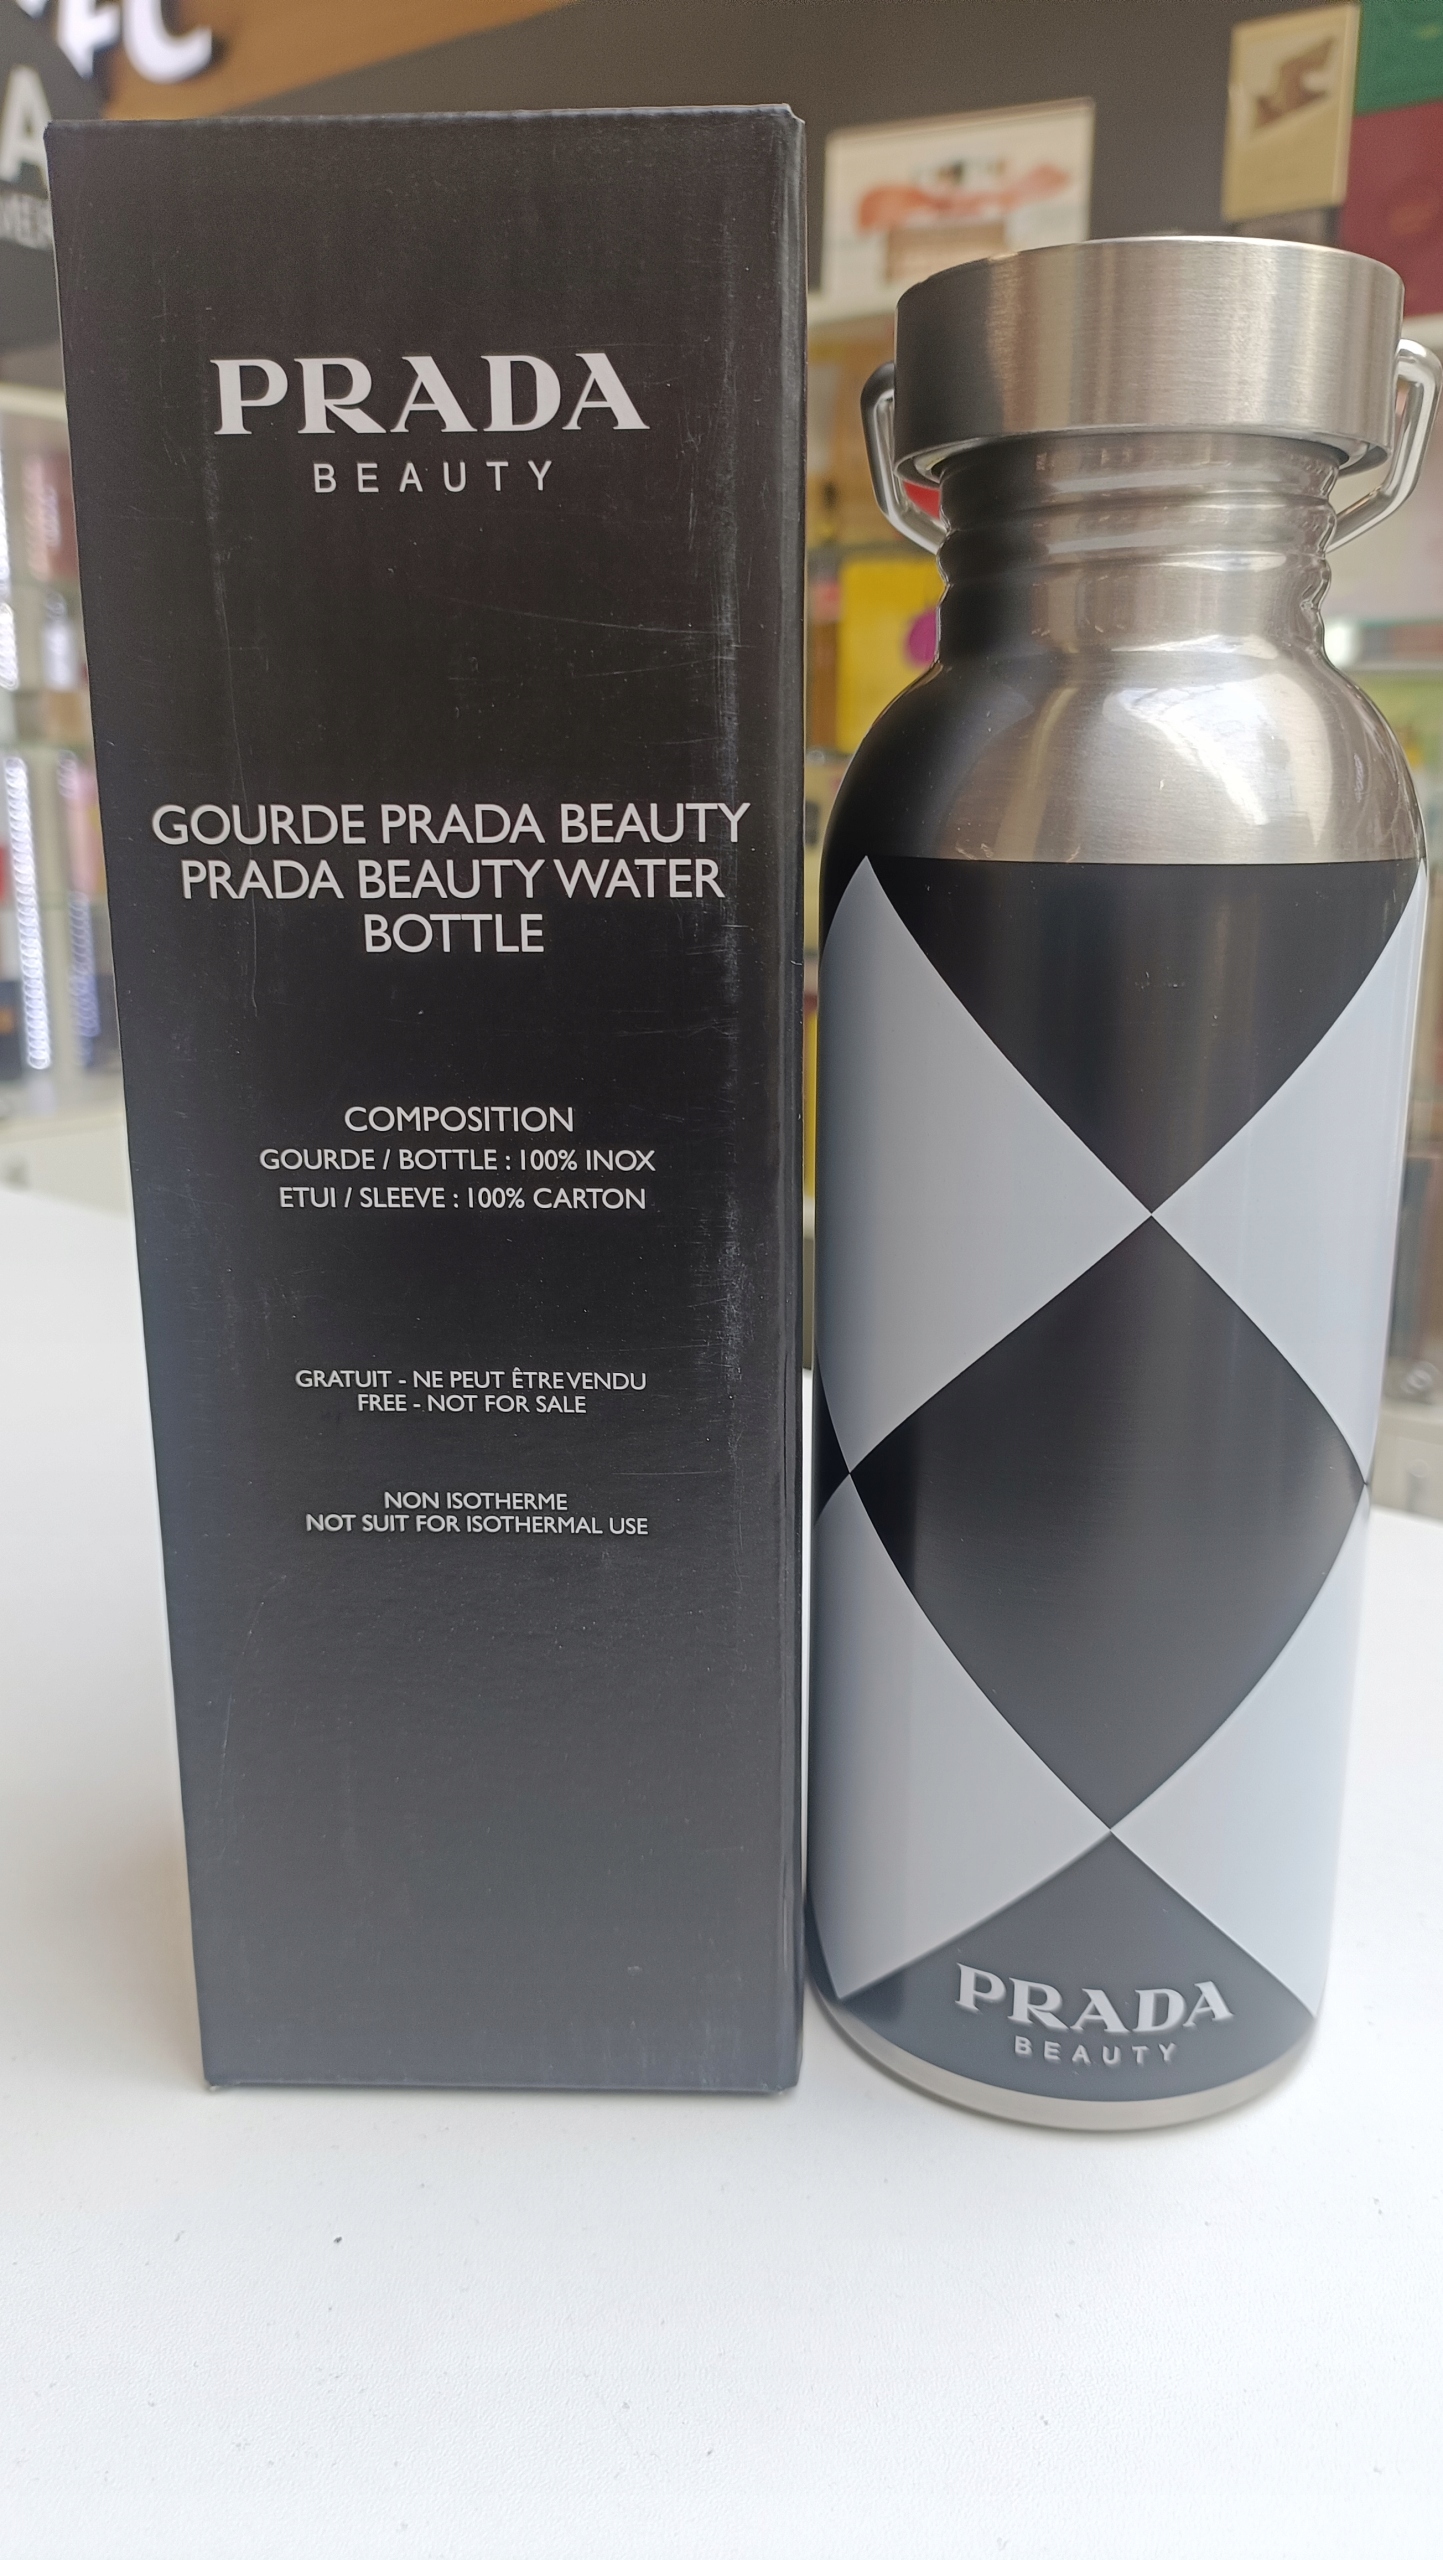 PRADA
BEAUTY
GOURDE PRADA BEAUTY
PRADA BEAUTY WATER
BOTTLE
COMPOSITION
GOURDE / BOTTLE : 100% INOX
ETUI / SLEEVE : 100% CARTON
GRATUIT - NE PEUT ÊTRE VENDU
FREE - NOT FOR SALE
NON ISOTHERME
NOT SUIT FOR ISOTHERMAL USE
PRADA
BEAUTY